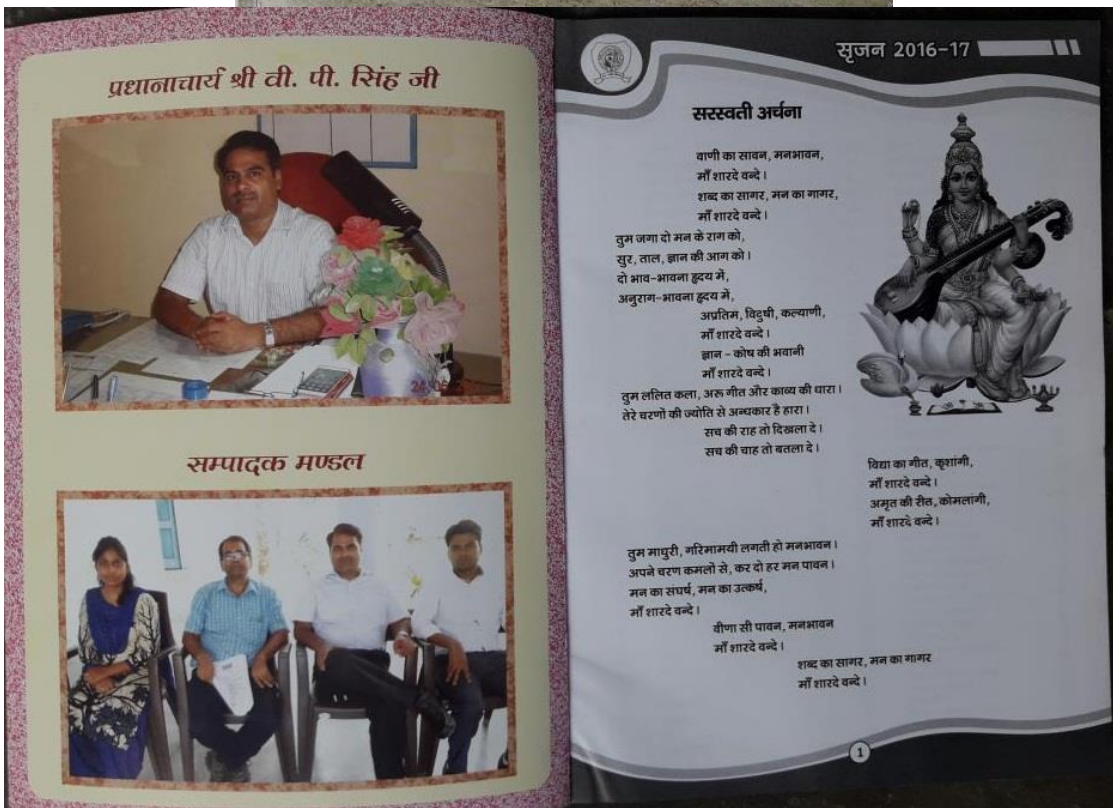 प्रधानाचार्य श्री वी. पी. सिंह जी
सम्पादक मण्डल
सृजन 2016-17
सरस्वती अर्चना
वाणी का सावन, मनभावन,
माँ शारदे वन्दे।
शब्द का सागर, मन का गागर,
माँ शारदे वन्दे।
तुम जगा दो मन के राग को,
सुर, ताल, ज्ञान की आग को।
दो भाव-भावना हृदय में,
अनुराग-भावना हृदय में,
अप्रतिम, विदुषी, कल्याणी,
माँ शारदे वन्दे।
ज्ञान - कोष की भवानी
माँ शारदे वन्दे।
तुम ललित कला, अरू गीत और काव्य की धारा।
तेरे चरणों की ज्योति से अन्धकार है हारा।
सच की राह तो दिखला दे।
सच की चाह तो बतला दे।
विद्या का गीत, कृशांगी,
माँ शारदे वन्दे।
अमृत की रीत, कोमलांगी,
माँ शारदे वन्दे।
तुम माधुरी, गरिमामयी लगती हो मनभावन।
अपने चरण कमलों से, कर दो हर मन पावन।
मन का संघर्ष, मन का उत्कर्ष,
माँ शारदे वन्दे।
वीणा सी पावन, मनभावन
माँ शारदे वन्दे।
शब्द का सागर, मन का गागर
माँ शारदे वन्दे।
1